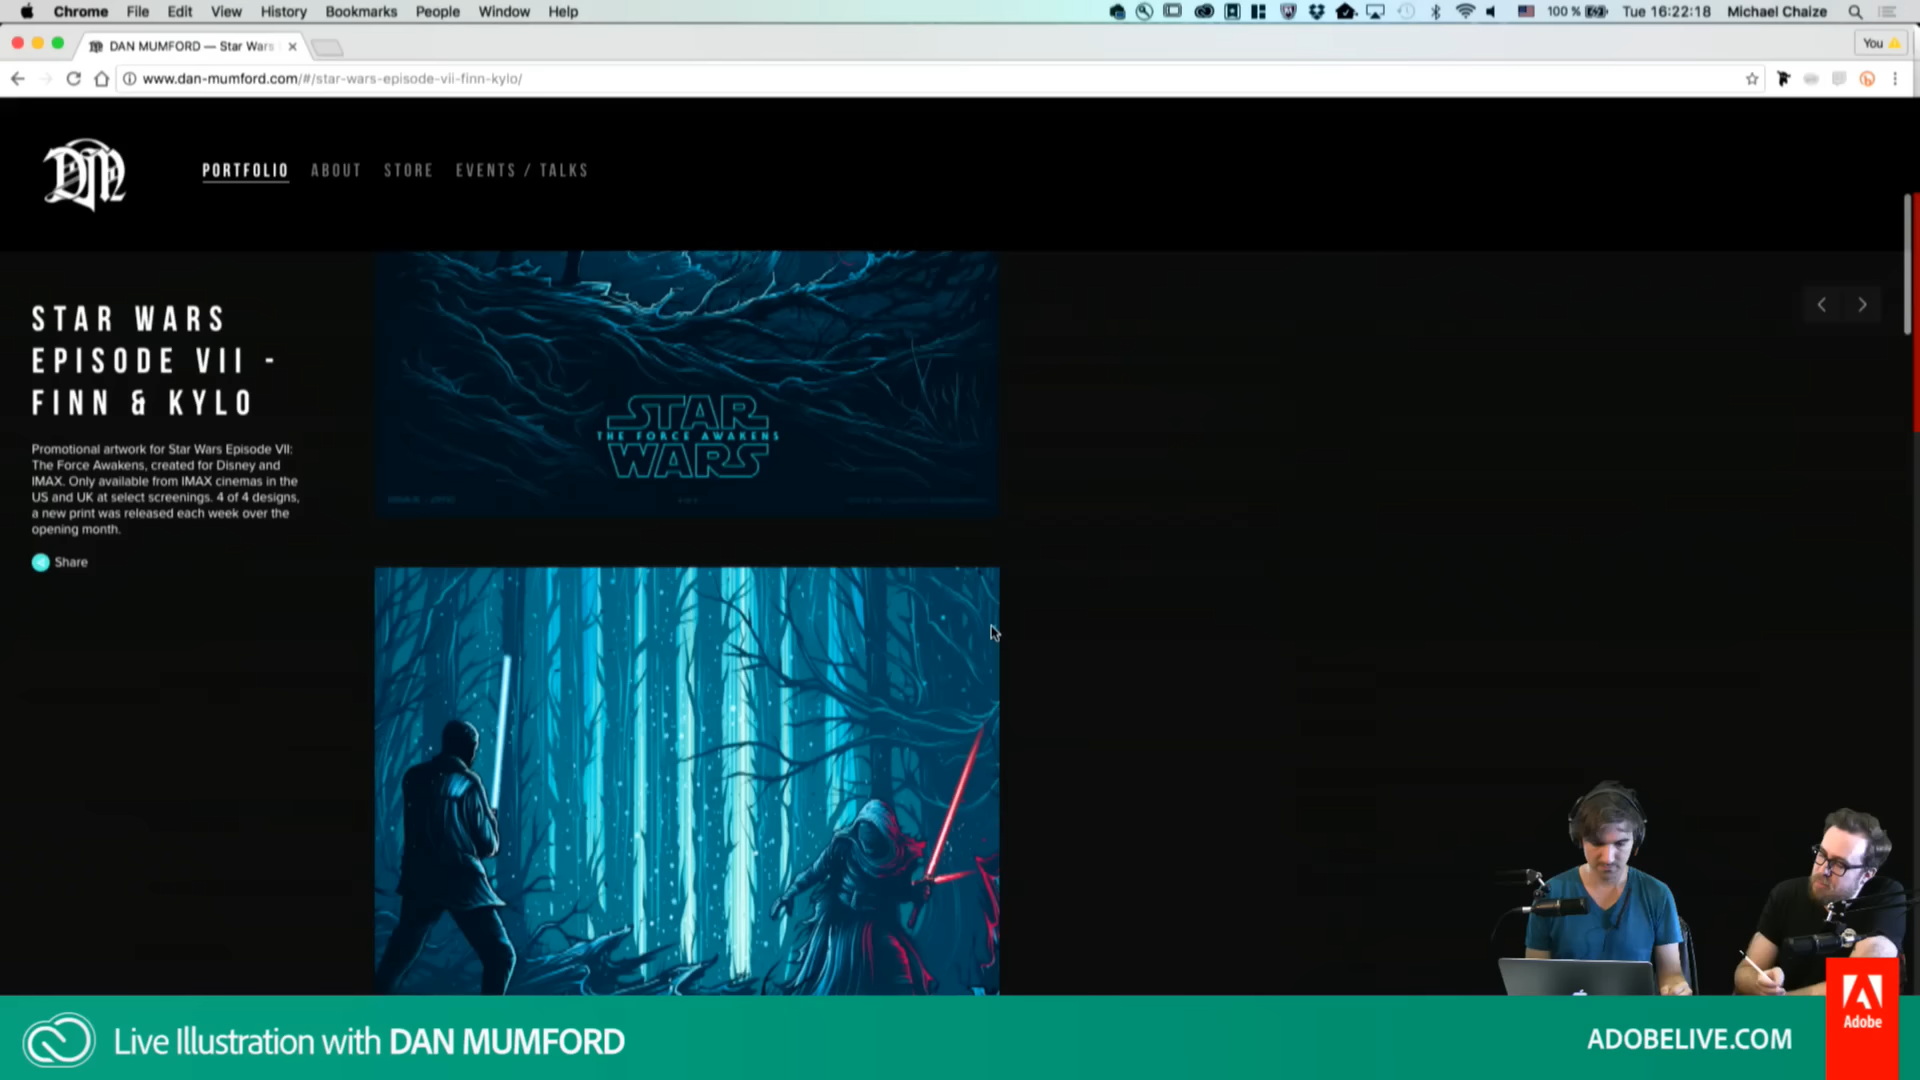 Chrome File Edit View History Bookmarks People Window Help
100 % Tue 16:22:18 Michael Chaize
DAN MUMFORD — Star Wars
You
www.dan-mumford.com/#/star-wars-episode-vii-finn-kylo/
DM
PORTFOLIO ABOUT STORE EVENTS / TALKS
STAR WARS
EPISODE VII -
FINN & KYLO
Promotional artwork for Star Wars Episode VII:
The Force Awakens, created for Disney and
IMAX. Only available from IMAX cinemas in the
US and UK at select screenings. 4 of 4 designs,
a new print was released each week over the
opening month.
Share
STAR
THE FORCE AWAKENS
WARS
Live Illustration with DAN MUMFORD
ADOBELIVE.COM
Adobe